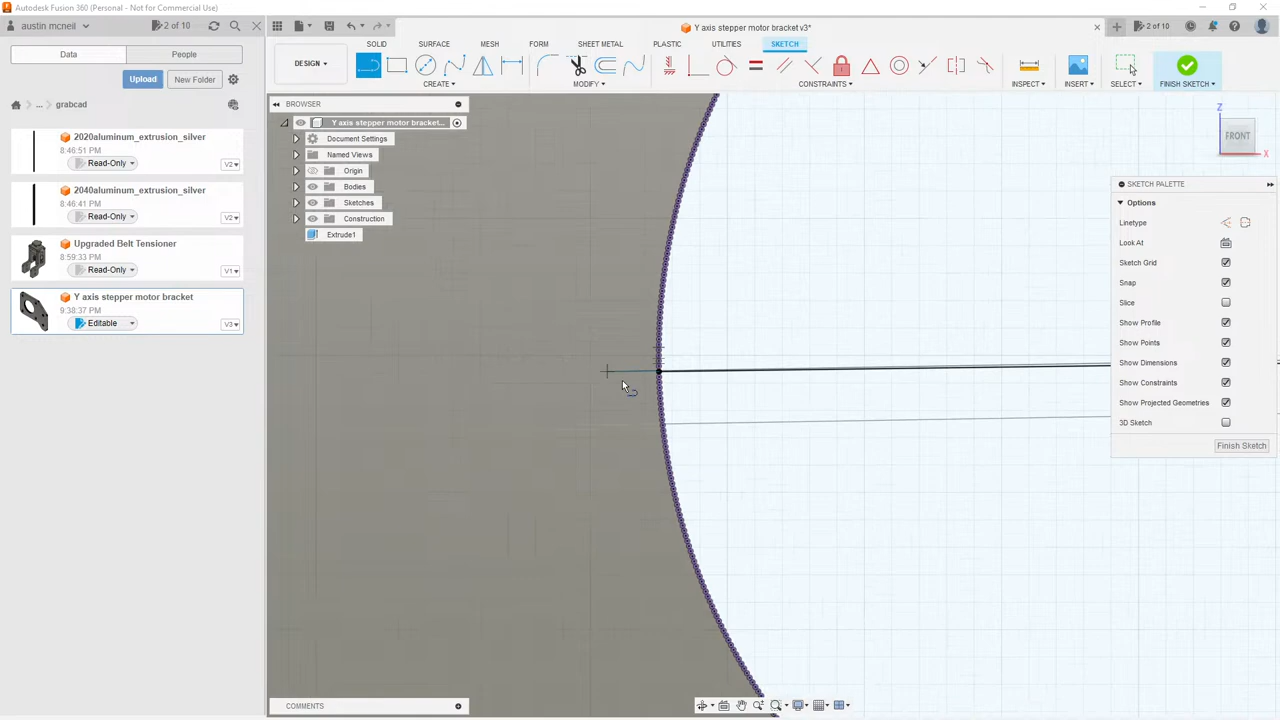 Autodesk Fusion 360 (Personal - Not for Commercial Use)
austin mcneil
2 of 10
Y axis stepper motor bracket v3*
2 of 10
Data
People
Upload
New Folder
... grabcad
2020aluminum_extrusion_silver
8:46:51 PM
Read-Only
V2
2040aluminum_extrusion_silver
8:46:41 PM
Read-Only
V2
Upgraded Belt Tensioner
8:59:33 PM
Read-Only
V1
Y axis stepper motor bracket
9:38:37 PM
Editable
V3
DESIGN
SOLID
SURFACE
MESH
FORM
SHEET METAL
PLASTIC
UTILITIES
SKETCH
CREATE
MODIFY
CONSTRAINTS
INSPECT
INSERT
SELECT
FINISH SKETCH
BROWSER
Y axis stepper motor bracket...
Document Settings
Named Views
Origin
Bodies
Sketches
Construction
Extrude1
Z
FRONT
X
SKETCH PALETTE
Options
Linetype
Look At
Sketch Grid
Snap
Slice
Show Profile
Show Points
Show Dimensions
Show Constraints
Show Projected Geometries
3D Sketch
Finish Sketch
COMMENTS